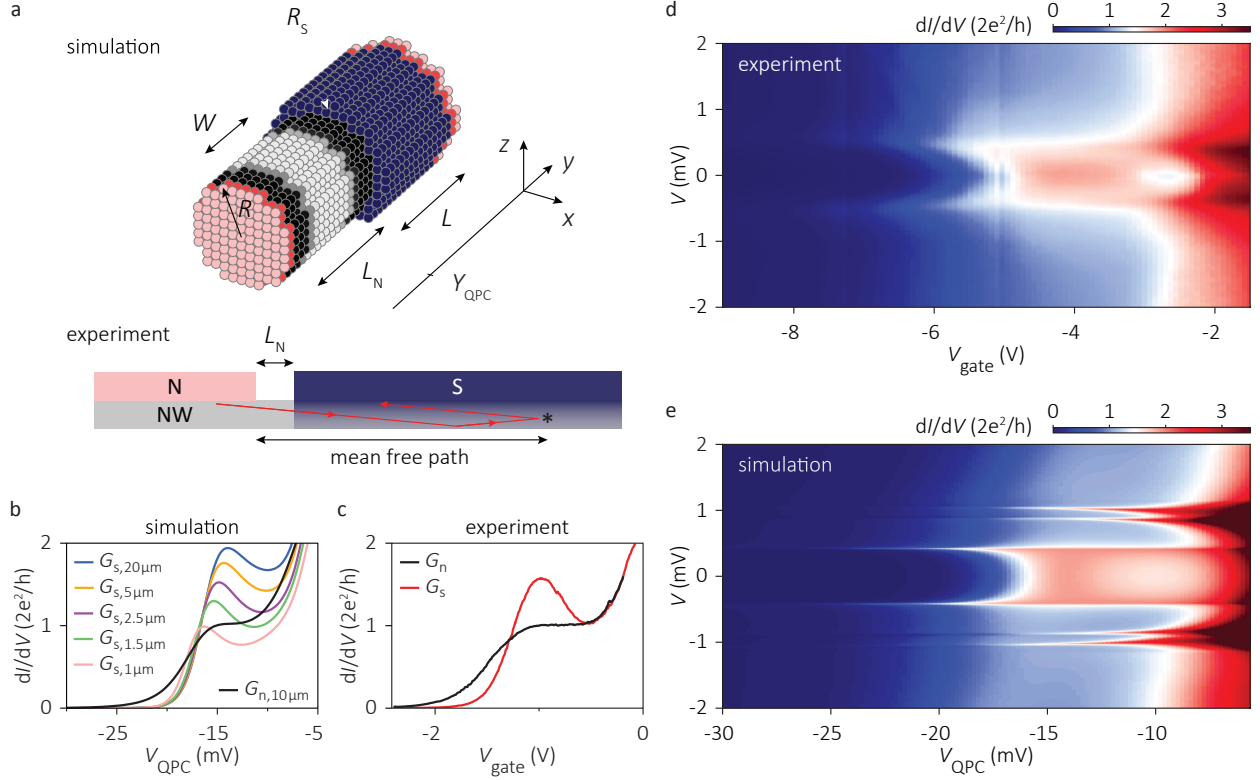 a
simulation
R_S
W
R
L
L_N
Y_QPC
z
y
x
experiment
L_N
N
S
NW
*
mean free path
b
simulation
dI/dV (2e²/h)
2
1
0
G_s,20μm
G_s,5μm
G_s,2.5μm
G_s,1.5μm
G_s,1μm
G_n,10μm
-25
-15
-5
V_QPC (mV)
c
experiment
dI/dV (2e²/h)
2
1
0
G_n
G_s
-2
-1
0
V_gate (V)
d
dI/dV (2e²/h)
0 1 2 3
experiment
V (mV)
2
1
0
-1
-2
-8 -6 -4 -2
V_gate (V)
e
dI/dV (2e²/h)
0 1 2 3
simulation
V (mV)
2
1
0
-1
-2
-30 -25 -20 -15 -10
V_QPC (mV)